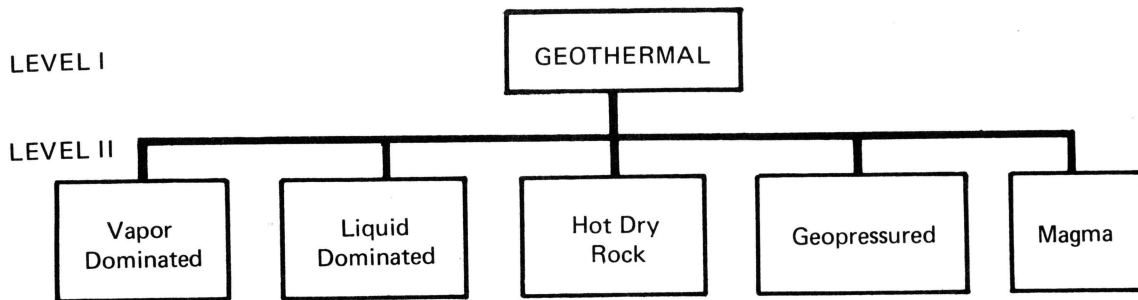 LEVEL I
GEOTHERMAL
LEVEL II
Vapor
Dominated
Liquid
Dominated
Hot Dry
Rock
Geopressured
Magma